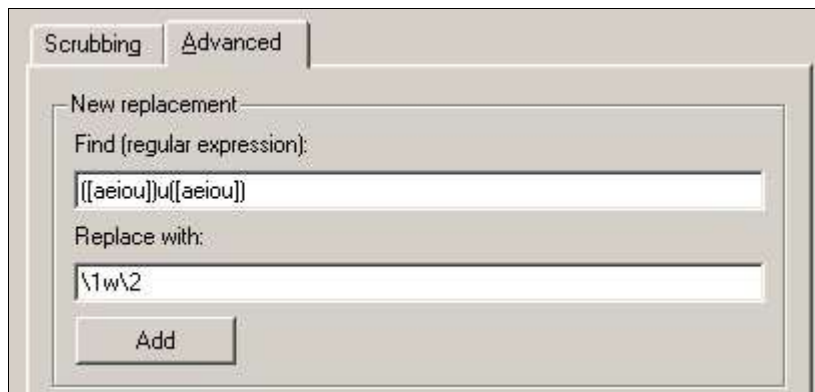 Scrubbing Advanced
New replacement
Find (regular expression):
([aeiou])u([aeiou])
Replace with:
\1w\2
Add